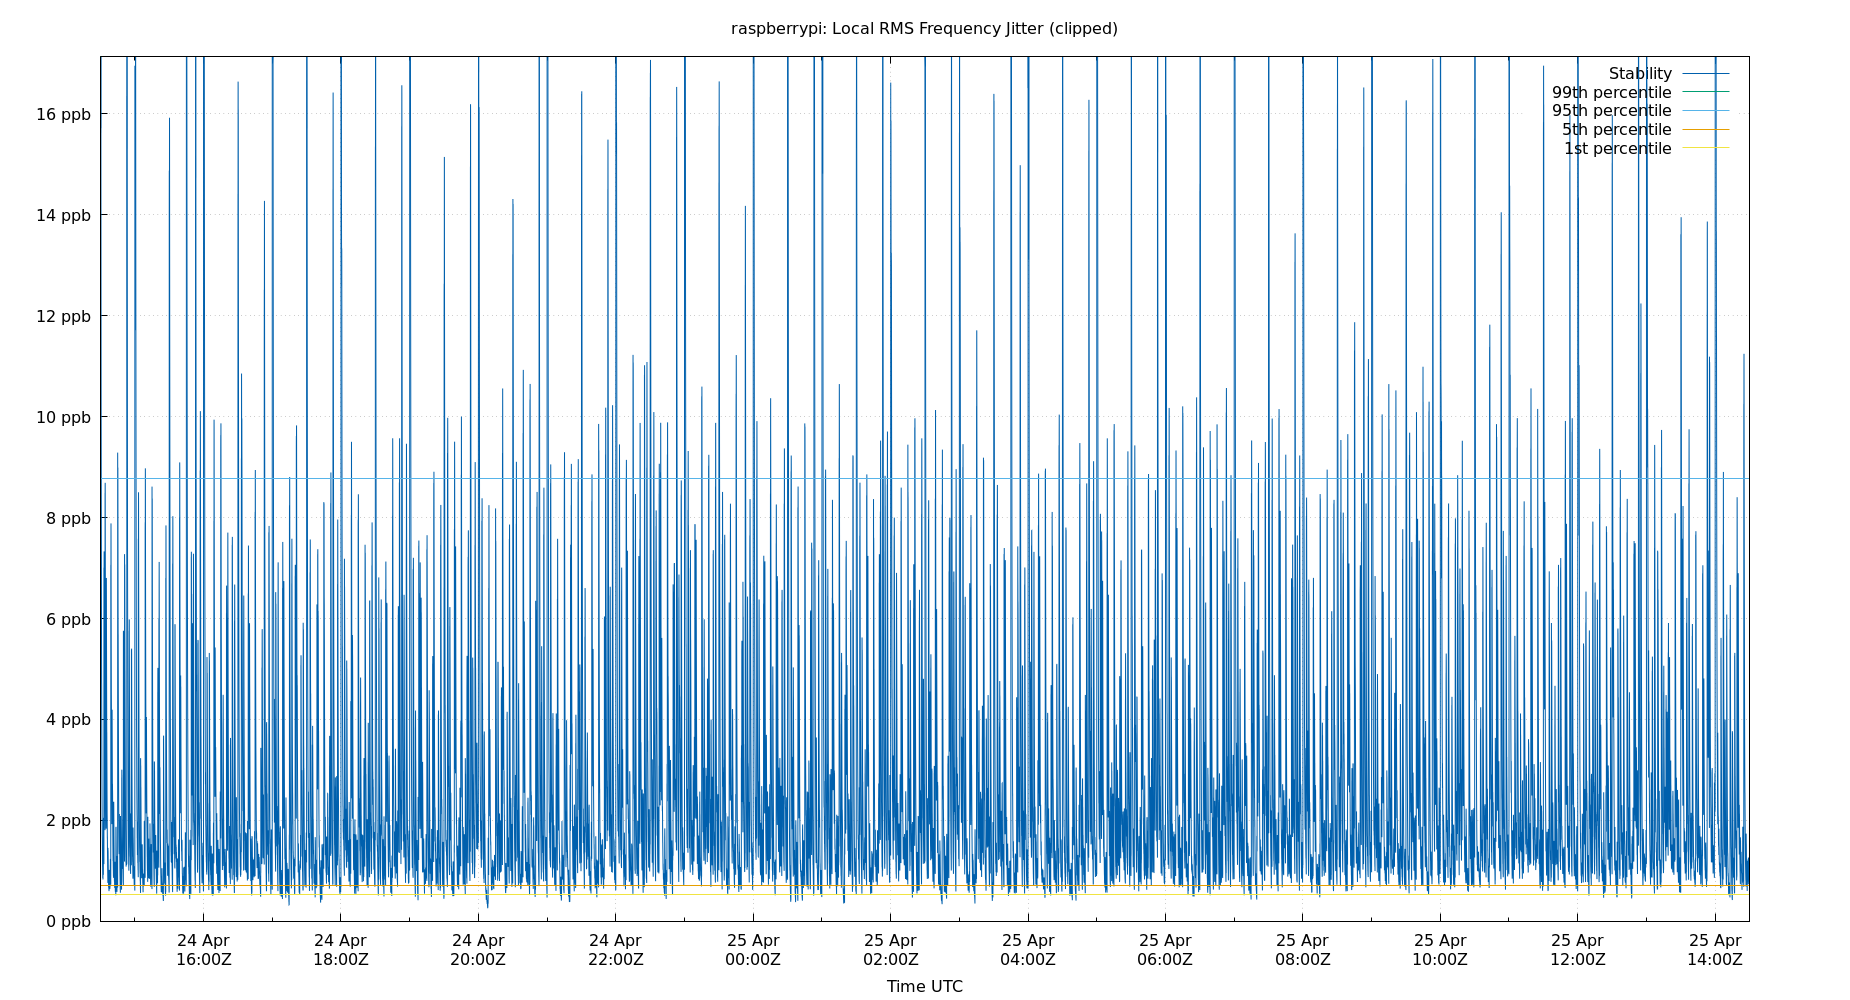 raspberrypi: Local RMS Frequency Jitter (clipped)
Stability
99th percentile
95th percentile
5th percentile
1st percentile
16 ppb
14 ppb
12 ppb
10 ppb
8 ppb
6 ppb
4 ppb
2 ppb
0 ppb
24 Apr 24 Apr 24 Apr 24 Apr 25 Apr 25 Apr 25 Apr 25 Apr 25 Apr 25 Apr 25 Apr 25 Apr
16:00Z 18:00Z 20:00Z 22:00Z 00:00Z 02:00Z 04:00Z 06:00Z 08:00Z 10:00Z 12:00Z 14:00Z
Time UTC